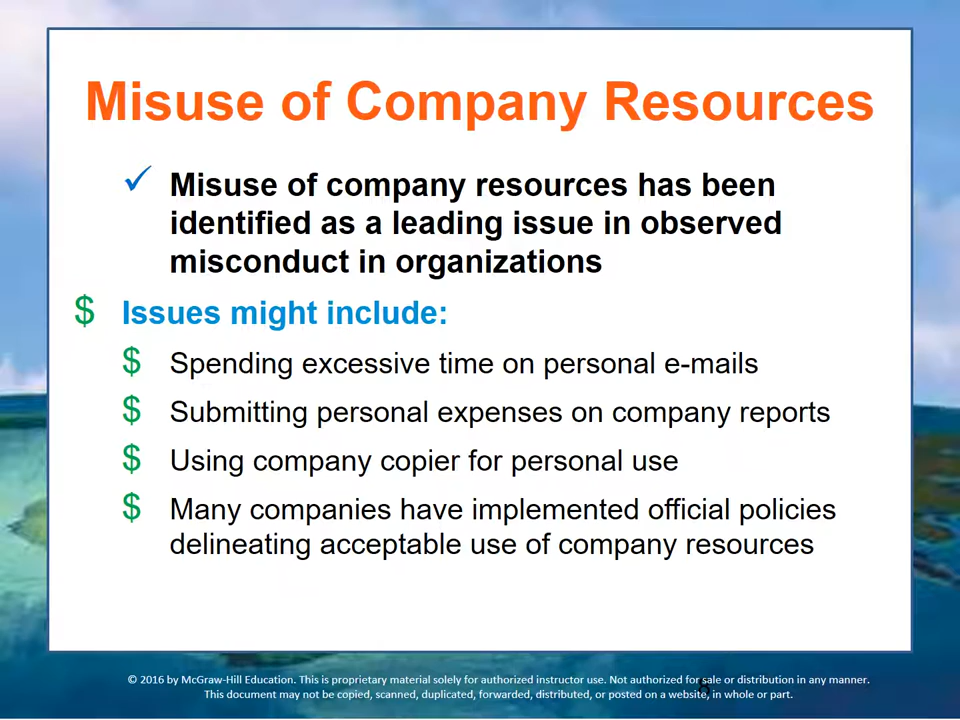 Misuse of Company Resources
✓ Misuse of company resources has been
identified as a leading issue in observed
misconduct in organizations
$ Issues might include:
$ Spending excessive time on personal e-mails
$ Submitting personal expenses on company reports
$ Using company copier for personal use
$ Many companies have implemented official policies
delineating acceptable use of company resources
© 2016 by McGraw-Hill Education. This is proprietary material solely for authorized instructor use. Not authorized for sale or distribution in any manner.
This document may not be copied, scanned, duplicated, forwarded, distributed, or posted on a website, in whole or part.